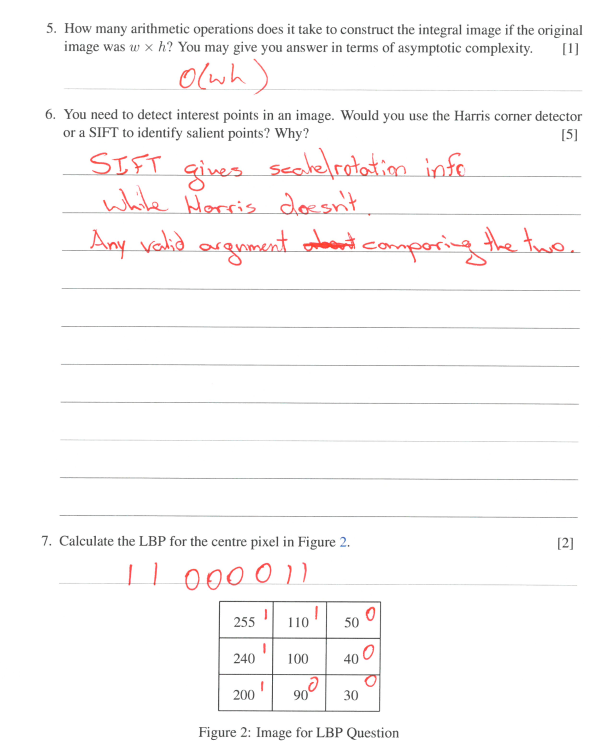 5. How many arithmetic operations does it take to construct the integral image if the original
image was w × h? You may give you answer in terms of asymptotic complexity. [1]
O(wh)
6. You need to detect interest points in an image. Would you use the Harris corner detector
or a SIFT to identify salient points? Why? [5]
SIFT gives scale/rotation info
while Harris doesn't.
Any valid argument comparing the two.
7. Calculate the LBP for the centre pixel in Figure 2. [2]
11000011
255 1 110 1 50 0
240 1 100 40 0
200 1 90 0 30 0
Figure 2: Image for LBP Question